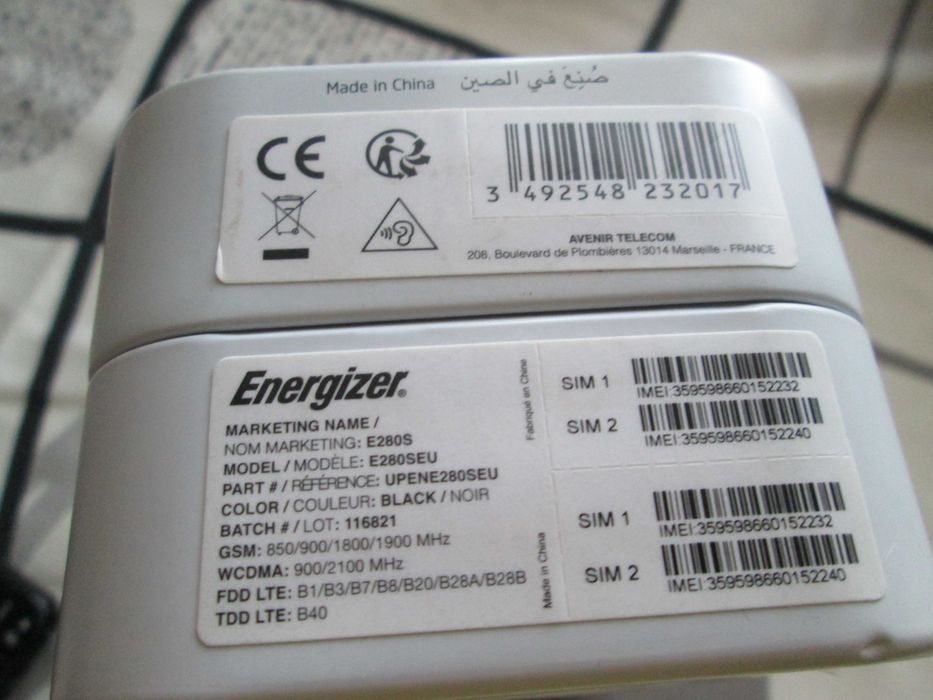 Made in China صُنِعَ في الصين
CE
3 492548 232017
AVENIR TELECOM
208, Boulevard de Plombières 13014 Marseille - FRANCE
Energizer®
MARKETING NAME /
NOM MARKETING: E280S
MODEL / MODÈLE: E280SEU
PART # / RÉFÉRENCE: UPENE280SEU
COLOR / COULEUR: BLACK / NOIR
BATCH # / LOT: 116821
GSM: 850/900/1800/1900 MHz
WCDMA: 900/2100 MHz
FDD LTE: B1/B3/B7/B8/B20/B28A/B28B
TDD LTE: B40
Fabriqué en Chine
Made in China
SIM 1
IMEI:359598660152232
SIM 2
IMEI:359598660152240
SIM 1
IMEI:359598660152232
SIM 2
IMEI:359598660152240